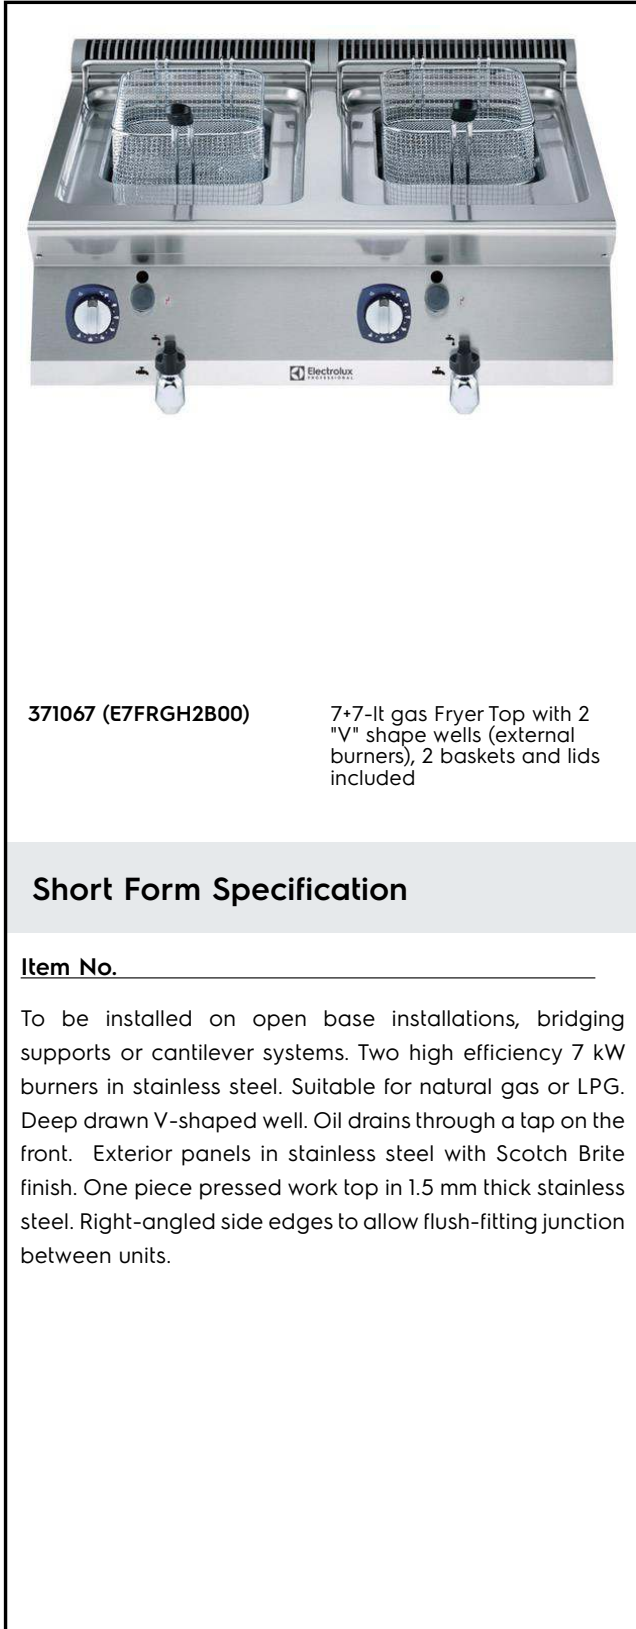 Electrolux
PROFESSIONAL
371067 (E7FRGH2B00)
7+7-lt gas Fryer Top with 2
"V" shape wells (external
burners), 2 baskets and lids
included
Short Form Specification
Item No.
To be installed on open base installations, bridging
supports or cantilever systems. Two high efficiency 7 kW
burners in stainless steel. Suitable for natural gas or LPG.
Deep drawn V-shaped well. Oil drains through a tap on the
front. Exterior panels in stainless steel with Scotch Brite
finish. One piece pressed work top in 1.5 mm thick stainless
steel. Right-angled side edges to allow flush-fitting junction
between units.